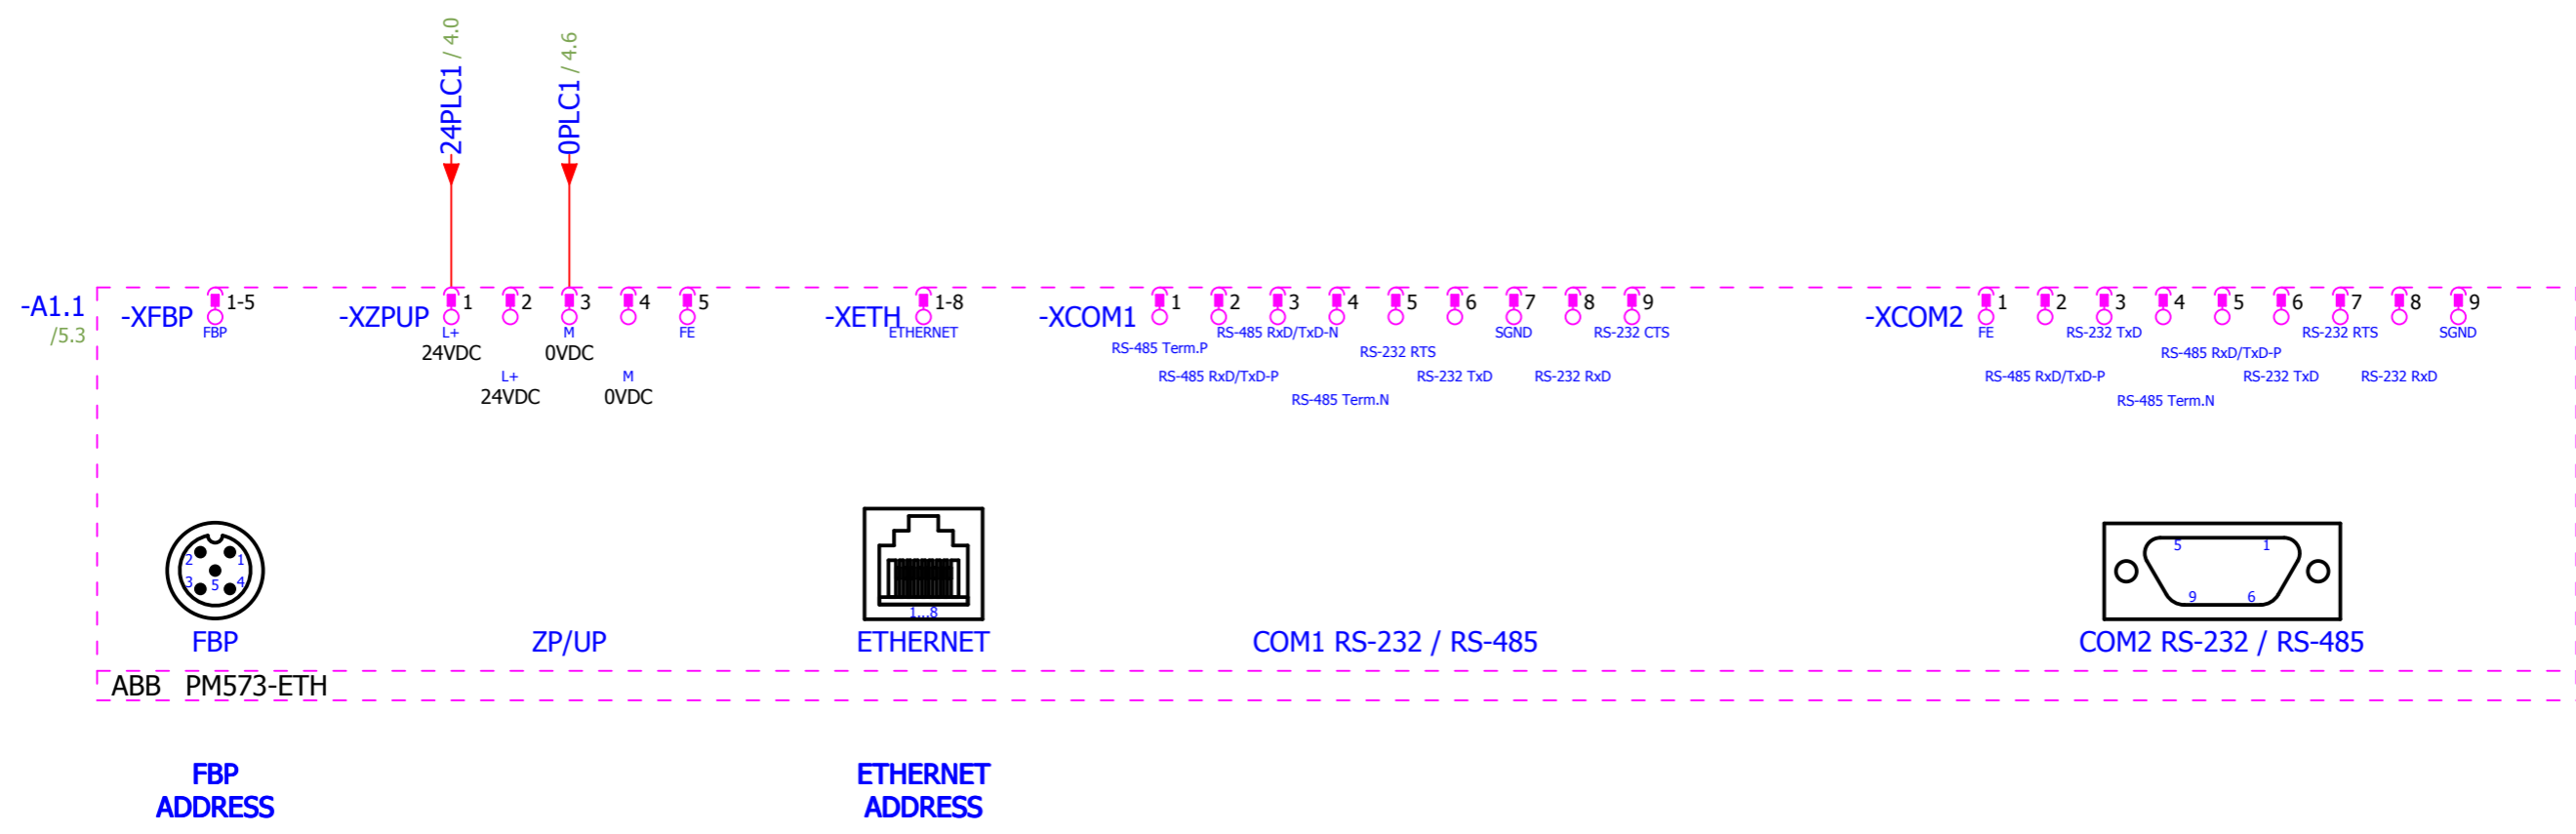 24PLC1 / 4.0
0PLC1 / 4.6
-A1.1
/5.3
-XFBP 1-5
FBP
-XZPUP 1 2 3 4 5
L+ M FE
24VDC 0VDC
L+ M
24VDC 0VDC
-XETH 1-8
ETHERNET
-XCOM1 1 2 3 4 5 6 7 8 9
RS-485 RxD/TxD-N SGND RS-232 CTS
RS-485 Term.P RS-232 RTS
RS-485 RxD/TxD-P RS-232 TxD RS-232 RxD
RS-485 Term.N
-XCOM2 1 2 3 4 5 6 7 8 9
FE RS-232 TxD RS-232 RTS SGND
RS-485 RxD/TxD-P
RS-485 RxD/TxD-P RS-232 TxD RS-232 RxD
RS-485 Term.N
2 1
3 5 4
1...8
5 1
9 6
FBP ZP/UP ETHERNET COM1 RS-232 / RS-485 COM2 RS-232 / RS-485
ABB PM573-ETH
FBP
ADDRESS
ETHERNET
ADDRESS